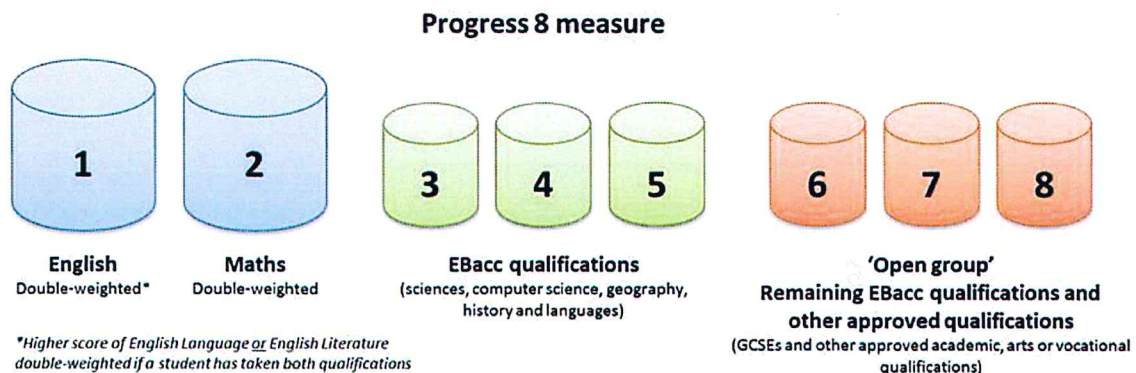 Progress 8 measure
1
2
3
4
5
6
7
8
English
Double-weighted*
Maths
Double-weighted
EBacc qualifications
(sciences, computer science, geography,
history and languages)
'Open group'
Remaining EBacc qualifications and
other approved qualifications
(GCSEs and other approved academic, arts or vocational
qualifications)
*Higher score of English Language or English Literature
double-weighted if a student has taken both qualifications